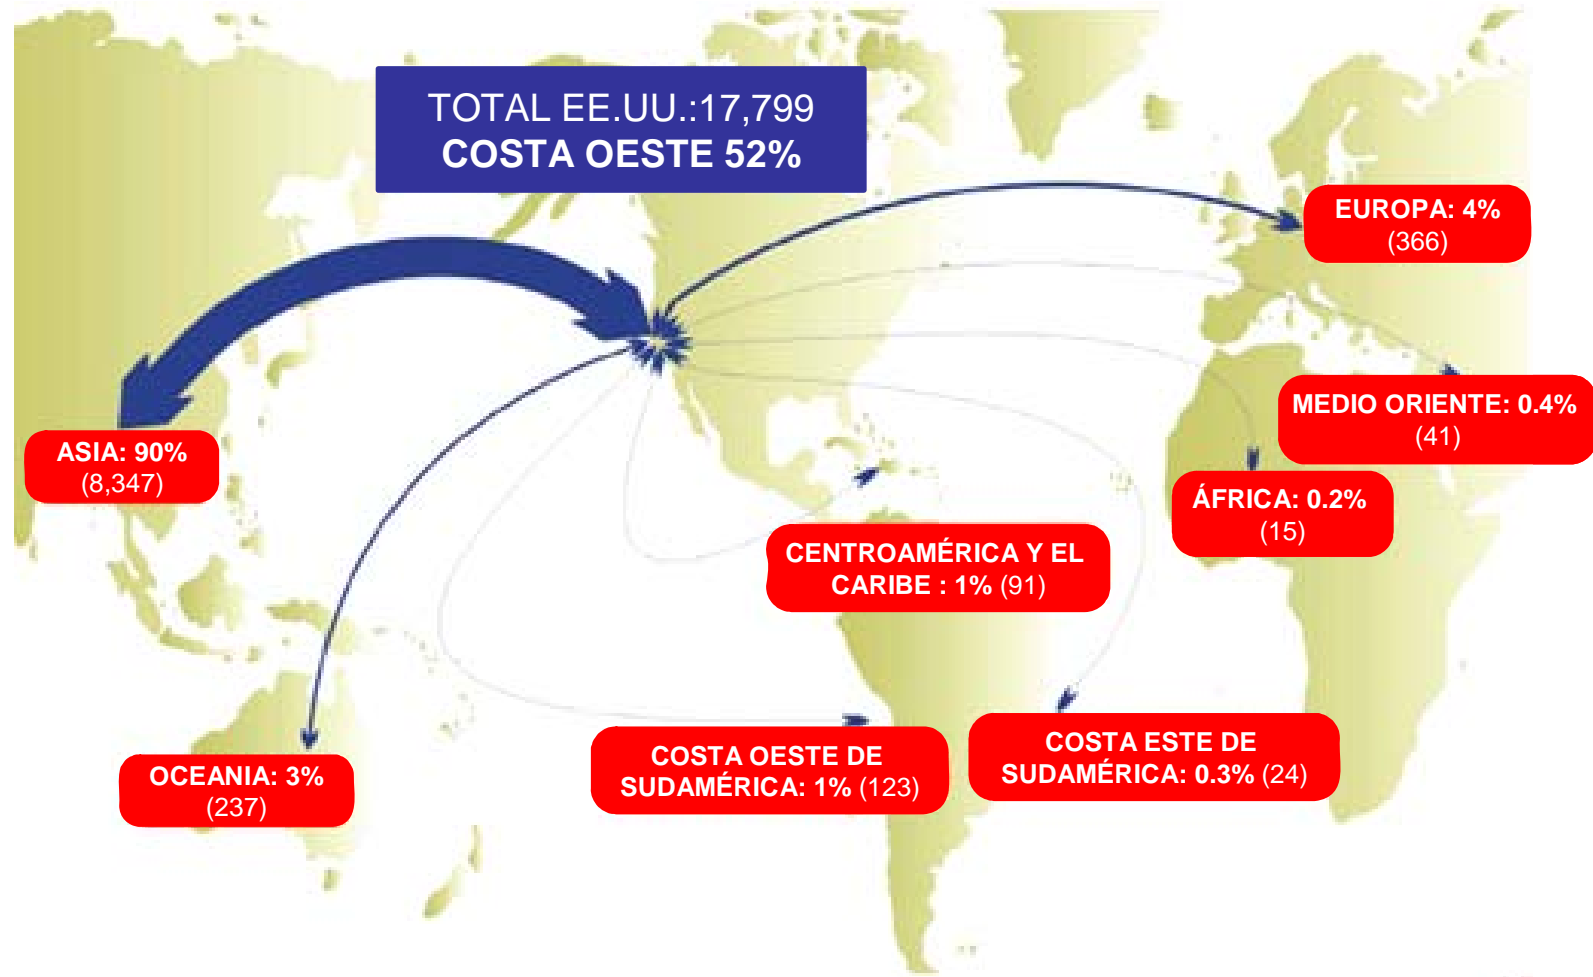 TOTAL EE.UU.:17,799
COSTA OESTE 52%
EUROPA: 4%
(366)
MEDIO ORIENTE: 0.4%
(41)
ASIA: 90%
(8,347)
ÁFRICA: 0.2%
(15)
CENTROAMÉRICA Y EL
CARIBE : 1% (91)
COSTA OESTE DE
SUDAMÉRICA: 1% (123)
COSTA ESTE DE
SUDAMÉRICA: 0.3% (24)
OCEANIA: 3%
(237)